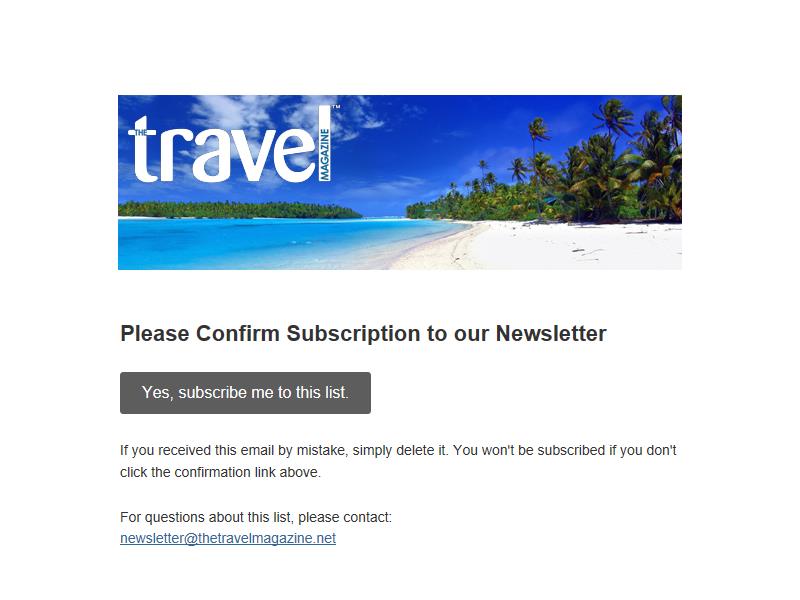 THE travel MAGAZINE ™
Please Confirm Subscription to our Newsletter
Yes, subscribe me to this list.
If you received this email by mistake, simply delete it. You won't be subscribed if you don't
click the confirmation link above.
For questions about this list, please contact:
newsletter@thetravelmagazine.net